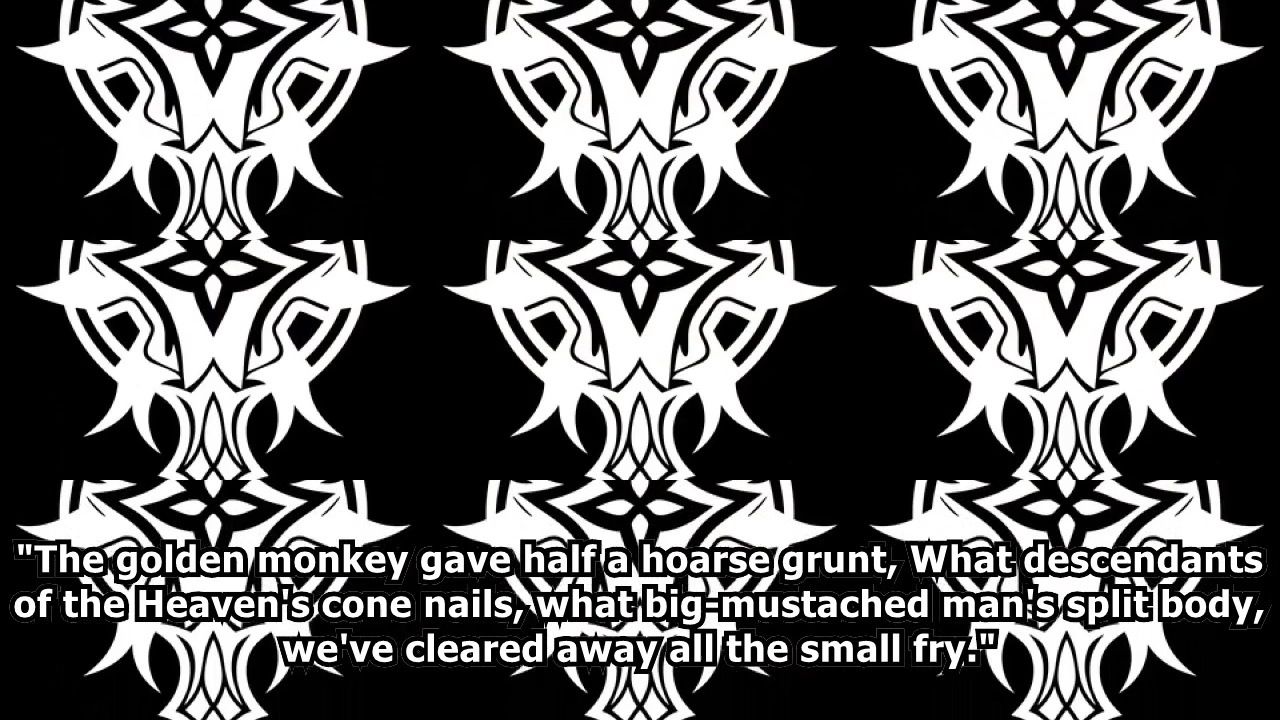 "The golden monkey gave half a hoarse grunt, What descendants
of the Heaven's cone nails, what big-mustached man's split body,
we've cleared away all the small fry."